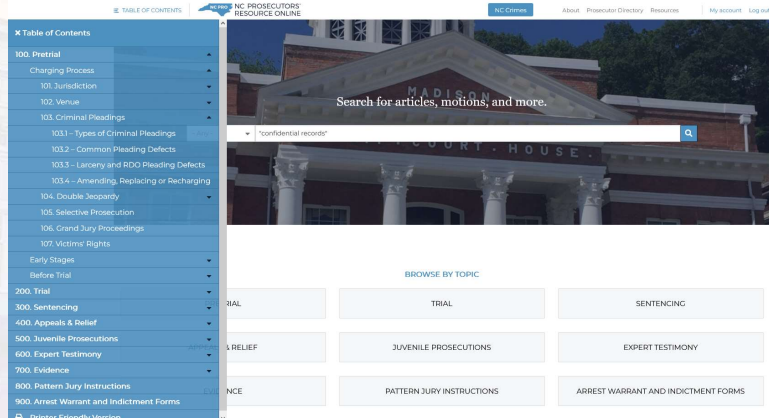 TABLE OF CONTENTS
NC PRO
NC PROSECUTORS'
RESOURCE ONLINE
NC Crimes
About Prosecutor Directory Resources
My account Log out
✖ Table of Contents
100. Pretrial
Charging Process
101. Jurisdiction
102. Venue
103. Criminal Pleadings
103.1 – Types of Criminal Pleadings
103.2 – Common Pleading Defects
103.3 – Larceny and RDO Pleading Defects
103.4 – Amending, Replacing or Recharging
104. Double Jeopardy
105. Selective Prosecution
106. Grand Jury Proceedings
107. Victims' Rights
Early Stages
Before Trial
200. Trial
300. Sentencing
400. Appeals & Relief
500. Juvenile Prosecutions
600. Expert Testimony
700. Evidence
800. Pattern Jury Instructions
900. Arrest Warrant and Indictment Forms
Printer Friendly Version
MADISON
Search for articles, motions, and more.
"confidential records"
COURT·HOUSE·
BROWSE BY TOPIC
TRIAL
SENTENCING
& RELIEF
JUVENILE PROSECUTIONS
EXPERT TESTIMONY
PATTERN JURY INSTRUCTIONS
ARREST WARRANT AND INDICTMENT FORMS